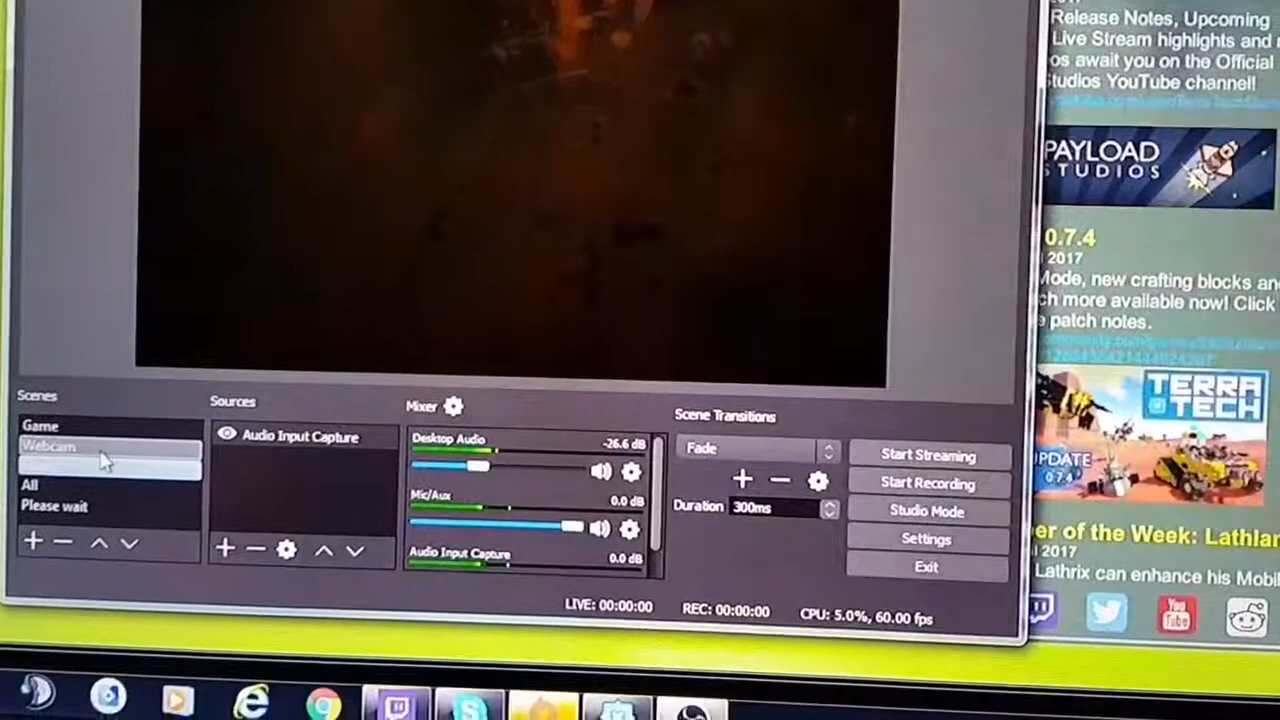 Release Notes, Upcoming
Live Stream highlights and
os await you on the Official
Studios YouTube channel!
PAYLOAD
STUDIOS
0.7.4
2017
Mode, new crafting blocks an
ch more available now! Click
e patch notes.
TERRA
TECH
UPDATE
0.7.4
er of the Week: Lathlan
2017
Lathrix can enhance his Mobil
You
Tube
Scenes
Game
Webcam
All
Please wait
Sources
Audio Input Capture
Mixer
Desktop Audio
-26.6 dB
Mic/Aux
0.0 dB
Audio Input Capture
0.0 dB
Scene Transitions
Fade
Duration
300ms
Start Streaming
Start Recording
Studio Mode
Settings
Exit
LIVE: 00:00:00
REC: 00:00:00
CPU: 5.0%, 60.00 fps